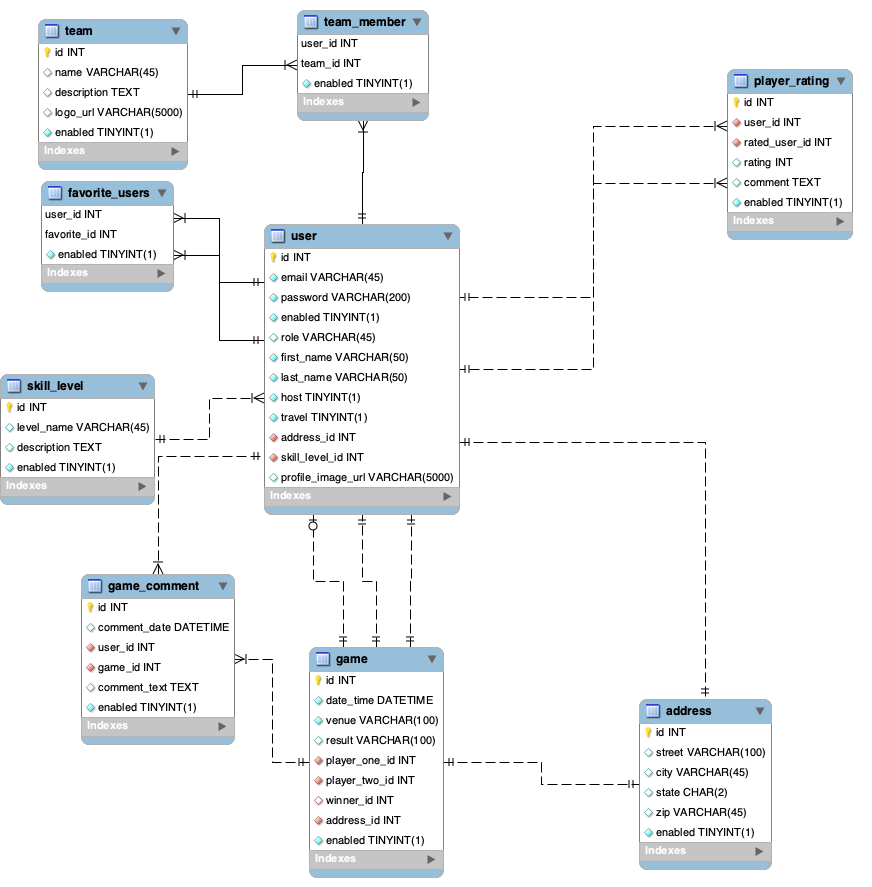 team
id INT
name VARCHAR(45)
description TEXT
logo_url VARCHAR(5000)
enabled TINYINT(1)
Indexes
team_member
user_id INT
team_id INT
enabled TINYINT(1)
Indexes
player_rating
id INT
user_id INT
rated_user_id INT
rating INT
comment TEXT
enabled TINYINT(1)
Indexes
favorite_users
user_id INT
favorite_id INT
enabled TINYINT(1)
Indexes
user
id INT
email VARCHAR(45)
password VARCHAR(200)
enabled TINYINT(1)
role VARCHAR(45)
first_name VARCHAR(50)
last_name VARCHAR(50)
host TINYINT(1)
travel TINYINT(1)
address_id INT
skill_level_id INT
profile_image_url VARCHAR(5000)
Indexes
skill_level
id INT
level_name VARCHAR(45)
description TEXT
enabled TINYINT(1)
Indexes
game_comment
id INT
comment_date DATETIME
user_id INT
game_id INT
comment_text TEXT
enabled TINYINT(1)
Indexes
game
id INT
date_time DATETIME
venue VARCHAR(100)
result VARCHAR(100)
player_one_id INT
player_two_id INT
winner_id INT
address_id INT
enabled TINYINT(1)
Indexes
address
id INT
street VARCHAR(100)
city VARCHAR(45)
state CHAR(2)
zip VARCHAR(45)
enabled TINYINT(1)
Indexes